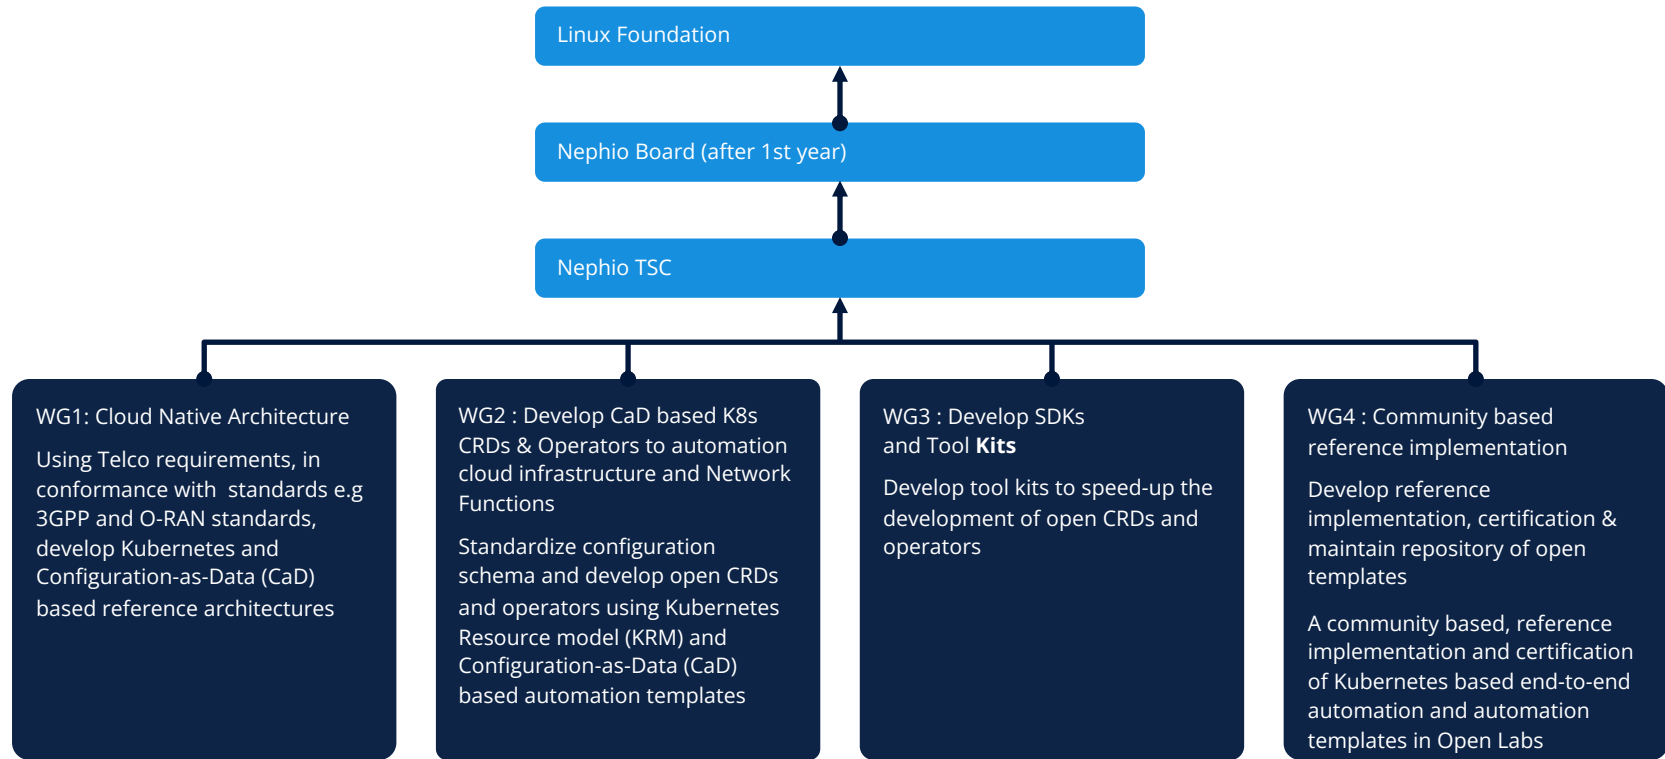 Linux Foundation
Nephio Board (after 1st year)
Nephio TSC
WG1: Cloud Native Architecture
Using Telco requirements, in
conformance with  standards e.g
3GPP and O-RAN standards,
develop Kubernetes and
Configuration-as-Data (CaD)
based reference architectures
WG2 : Develop CaD based K8s
CRDs & Operators to automation
cloud infrastructure and Network
Functions
Standardize configuration
schema and develop open CRDs
and operators using Kubernetes
Resource model (KRM) and
Configuration-as-Data (CaD)
based automation templates
WG3 : Develop SDKs
and Tool Kits
Develop tool kits to speed-up the
development of open CRDs and
operators
WG4 : Community based
reference implementation
Develop reference
implementation, certification &
maintain repository of open
templates
A community based, reference
implementation and certification
of Kubernetes based end-to-end
automation and automation
templates in Open Labs